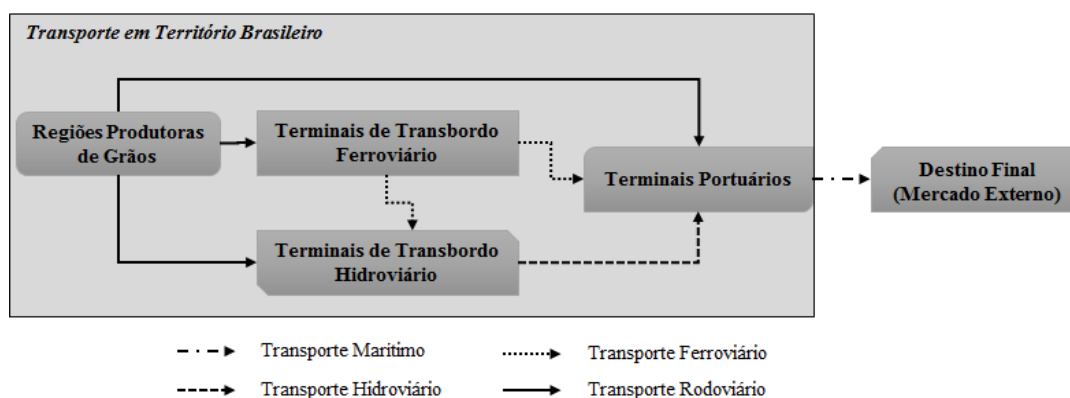 Transporte em Território Brasileiro
Regiões Produtoras
de Grãos
Terminais de Transbordo
Ferroviário
Terminais Portuários
Destino Final
(Mercado Externo)
Terminais de Transbordo
Hidroviário
Transporte Maritimo
Transporte Ferroviário
Transporte Hidroviário
Transporte Rodoviário